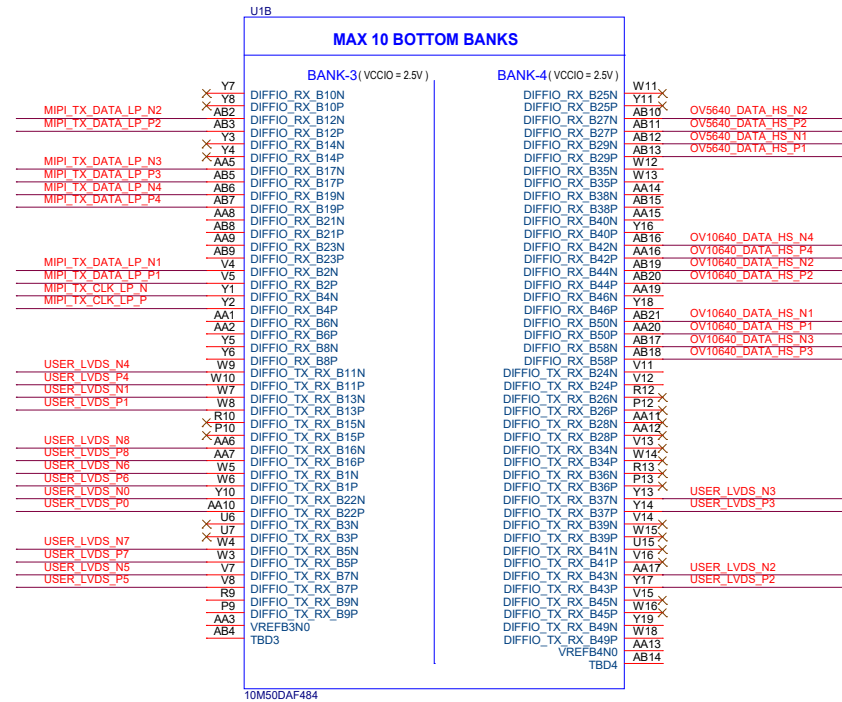 U1B
MAX 10 BOTTOM BANKS
BANK-3 ( VCCIO = 2.5V )
Y7 DIFFIO_RX_B10N
Y8 DIFFIO_RX_B10P
MIPI_TX_DATA_LP_N2 AB2 DIFFIO_RX_B12N
MIPI_TX_DATA_LP_P2 AB3 DIFFIO_RX_B12P
Y3 DIFFIO_RX_B14N
Y4 DIFFIO_RX_B14P
MIPI_TX_DATA_LP_N3 AA5 DIFFIO_RX_B17N
MIPI_TX_DATA_LP_P3 AB5 DIFFIO_RX_B17P
MIPI_TX_DATA_LP_N4 AB6 DIFFIO_RX_B19N
MIPI_TX_DATA_LP_P4 AB7 DIFFIO_RX_B19P
AA8 DIFFIO_RX_B21N
AB8 DIFFIO_RX_B21P
AA9 DIFFIO_RX_B23N
AB9 DIFFIO_RX_B23P
MIPI_TX_DATA_LP_N1 V4 DIFFIO_RX_B2N
MIPI_TX_DATA_LP_P1 V5 DIFFIO_RX_B2P
MIPI_TX_CLK_LP_N Y1 DIFFIO_RX_B4N
MIPI_TX_CLK_LP_P Y2 DIFFIO_RX_B4P
AA1 DIFFIO_RX_B6N
AA2 DIFFIO_RX_B6P
Y5 DIFFIO_RX_B8N
Y6 DIFFIO_RX_B8P
USER_LVDS_N4 W9 DIFFIO_TX_RX_B11N
USER_LVDS_P4 W10 DIFFIO_TX_RX_B11P
USER_LVDS_N1 W7 DIFFIO_TX_RX_B13N
USER_LVDS_P1 W8 DIFFIO_TX_RX_B13P
R10 DIFFIO_TX_RX_B15N
P10 DIFFIO_TX_RX_B15P
USER_LVDS_N8 AA6 DIFFIO_TX_RX_B16N
USER_LVDS_P8 AA7 DIFFIO_TX_RX_B16P
USER_LVDS_N6 W5 DIFFIO_TX_RX_B1N
USER_LVDS_P6 W6 DIFFIO_TX_RX_B1P
USER_LVDS_N0 Y10 DIFFIO_TX_RX_B22N
USER_LVDS_P0 AA10 DIFFIO_TX_RX_B22P
U6 DIFFIO_TX_RX_B3N
U7 DIFFIO_TX_RX_B3P
USER_LVDS_N7 W4 DIFFIO_TX_RX_B5N
USER_LVDS_P7 W3 DIFFIO_TX_RX_B5P
USER_LVDS_N5 V7 DIFFIO_TX_RX_B7N
USER_LVDS_P5 V8 DIFFIO_TX_RX_B7P
R9 DIFFIO_TX_RX_B9N
P9 DIFFIO_TX_RX_B9P
AA3 VREFB3N0
AB4 TBD3
BANK-4 ( VCCIO = 2.5V )
DIFFIO_RX_B25N W11
DIFFIO_RX_B25P Y11
DIFFIO_RX_B27N AB10 OV5640_DATA_HS_N2
DIFFIO_RX_B27P AB11 OV5640_DATA_HS_P2
DIFFIO_RX_B29N AB12 OV5640_DATA_HS_N1
DIFFIO_RX_B29P AB13 OV5640_DATA_HS_P1
DIFFIO_RX_B35N W12
DIFFIO_RX_B35P W13
DIFFIO_RX_B38N AA14
DIFFIO_RX_B38P AB15
DIFFIO_RX_B40N AA15
DIFFIO_RX_B40P Y16
DIFFIO_RX_B42N AB16 OV10640_DATA_HS_N4
DIFFIO_RX_B42P AA16 OV10640_DATA_HS_P4
DIFFIO_RX_B44N AB19 OV10640_DATA_HS_N2
DIFFIO_RX_B44P AB20 OV10640_DATA_HS_P2
DIFFIO_RX_B46N AA19
DIFFIO_RX_B46P Y18
DIFFIO_RX_B50N AB21 OV10640_DATA_HS_N1
DIFFIO_RX_B50P AA20 OV10640_DATA_HS_P1
DIFFIO_RX_B58N AB17 OV10640_DATA_HS_N3
DIFFIO_RX_B58P AB18 OV10640_DATA_HS_P3
DIFFIO_TX_RX_B24N V11
DIFFIO_TX_RX_B24P V12
DIFFIO_TX_RX_B26N R12
DIFFIO_TX_RX_B26P P12
DIFFIO_TX_RX_B28N AA11
DIFFIO_TX_RX_B28P AA12
DIFFIO_TX_RX_B34N V13
DIFFIO_TX_RX_B34P W14
DIFFIO_TX_RX_B36N R13
DIFFIO_TX_RX_B36P P13
DIFFIO_TX_RX_B37N Y13 USER_LVDS_N3
DIFFIO_TX_RX_B37P Y14 USER_LVDS_P3
DIFFIO_TX_RX_B39N V14
DIFFIO_TX_RX_B39P W15
DIFFIO_TX_RX_B41N U15
DIFFIO_TX_RX_B41P V16
DIFFIO_TX_RX_B43N AA17 USER_LVDS_N2
DIFFIO_TX_RX_B43P Y17 USER_LVDS_P2
DIFFIO_TX_RX_B45N V15
DIFFIO_TX_RX_B45P W16
DIFFIO_TX_RX_B49N Y19
DIFFIO_TX_RX_B49P W18
VREFB4N0 AA13
TBD4 AB14
10M50DAF484